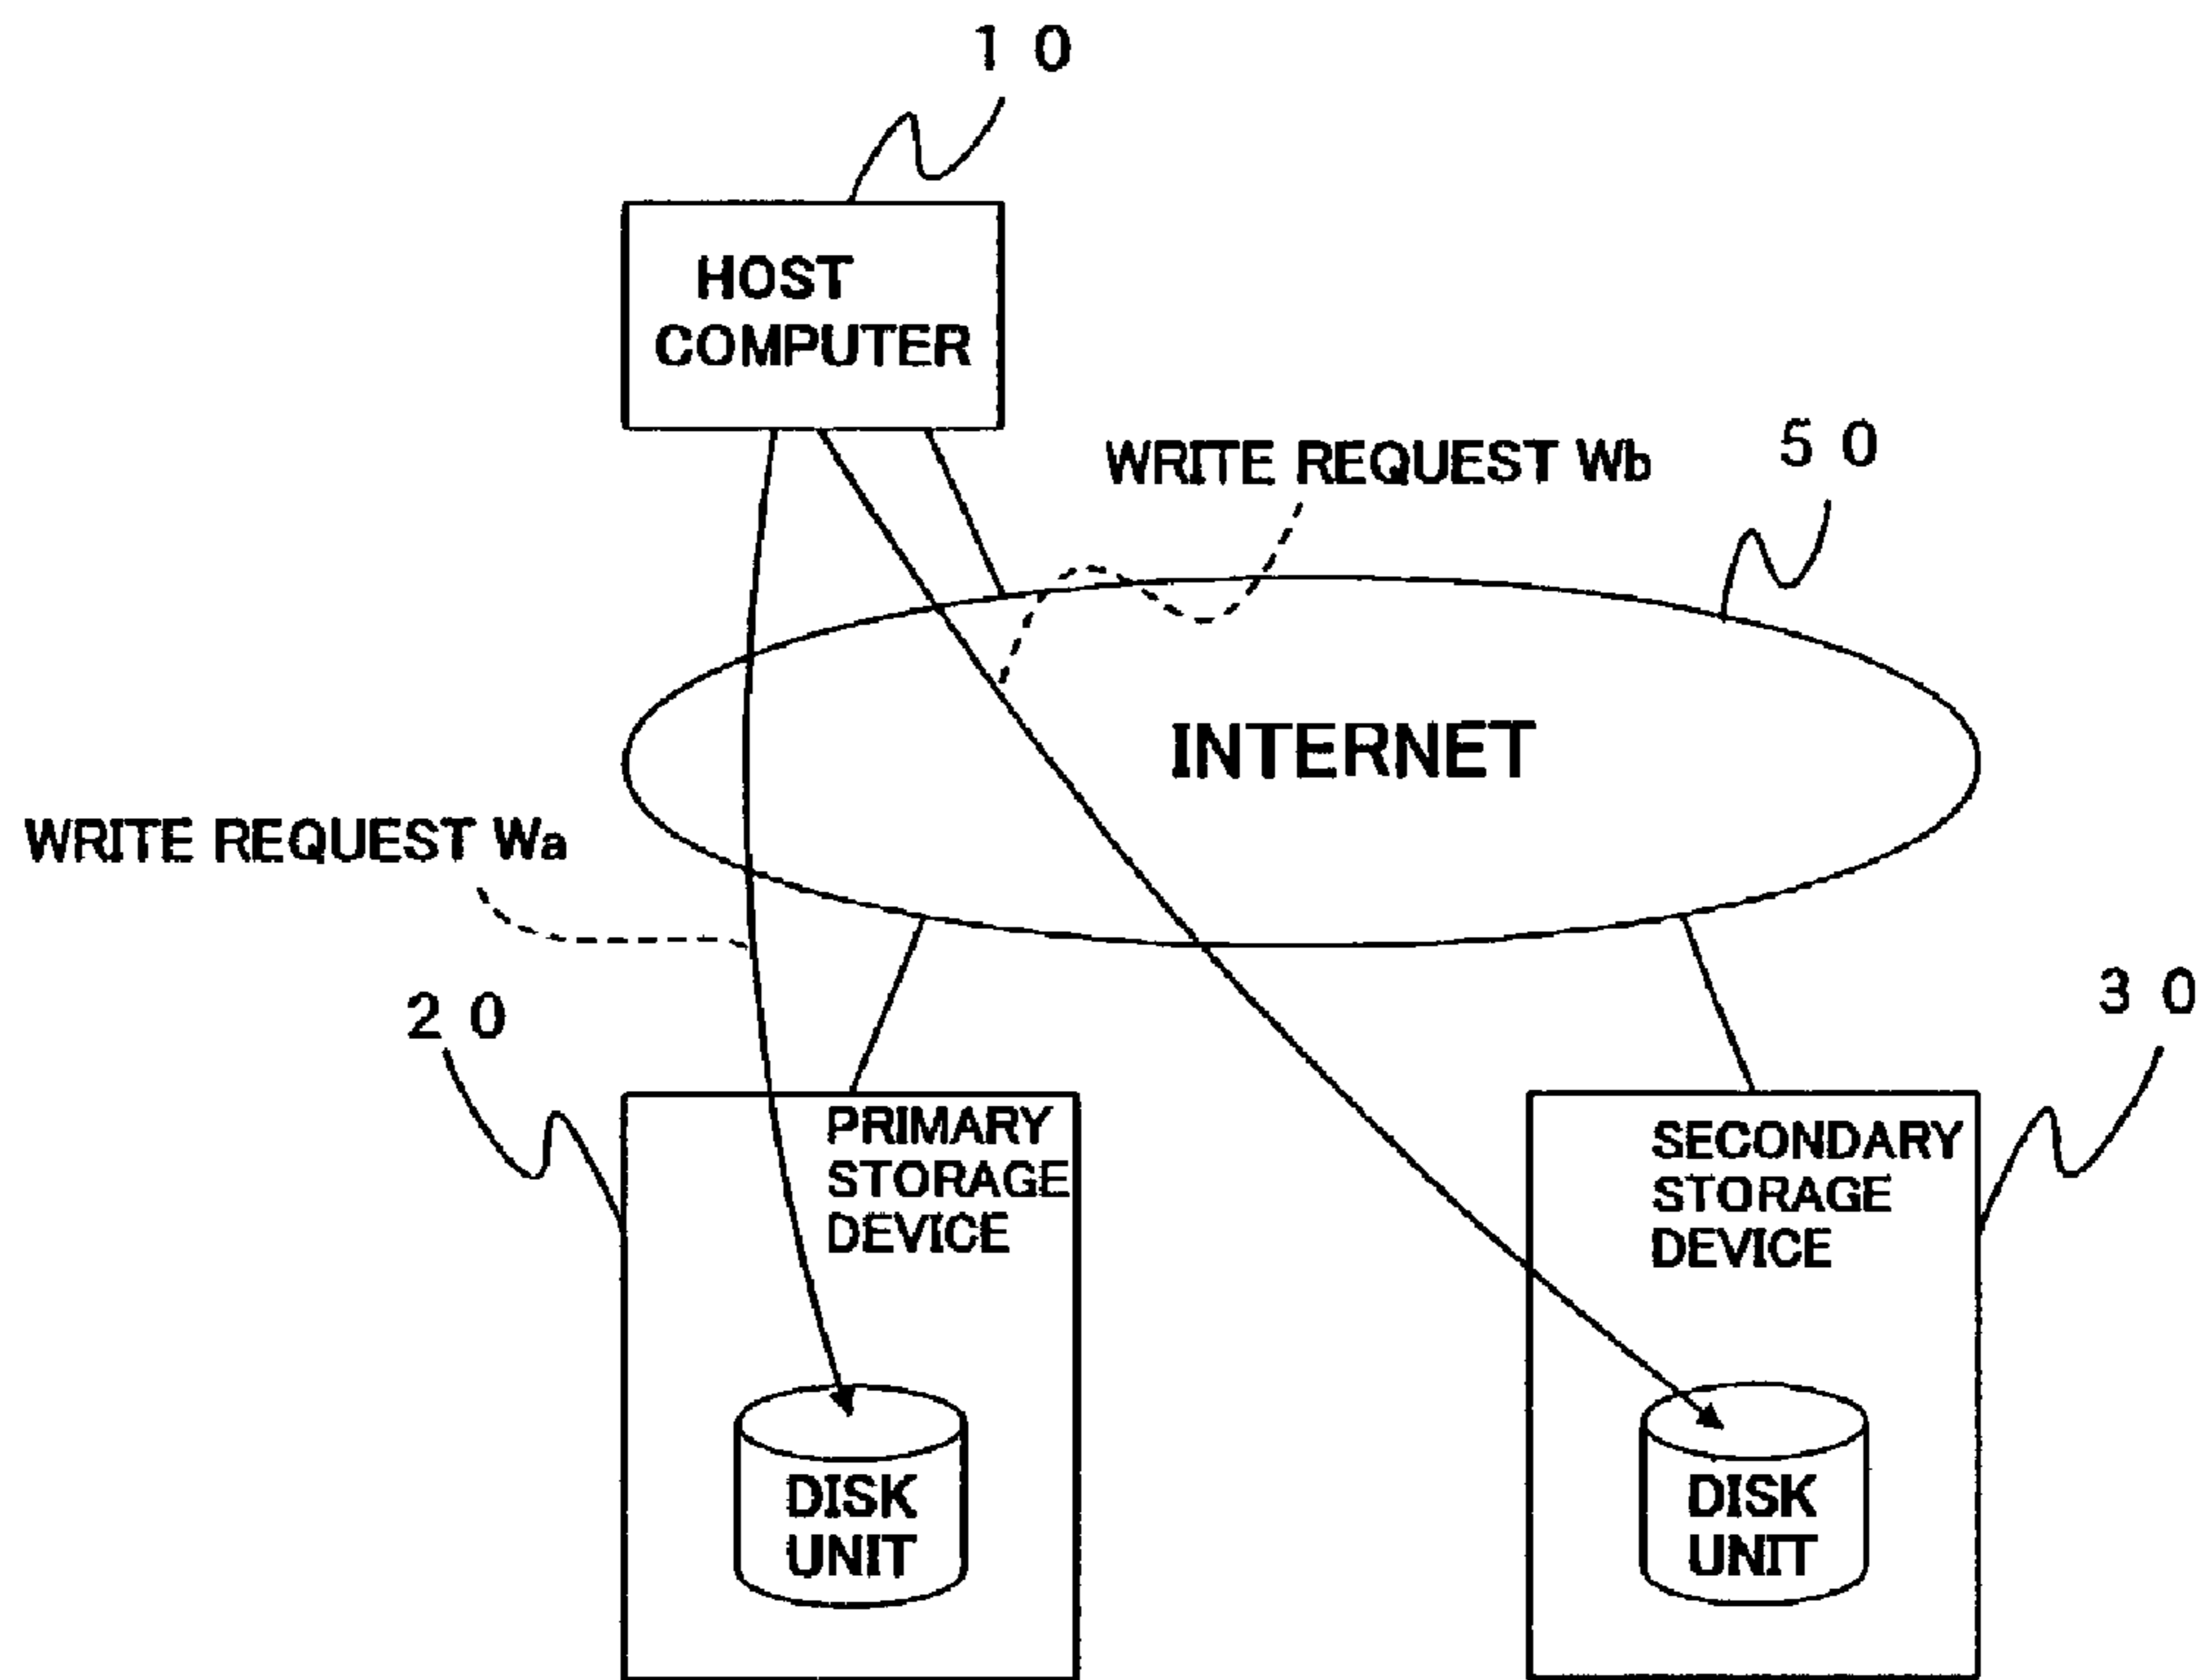 10
HOST
COMPUTER
WRITE REQUEST Wb
50
INTERNET
WRITE REQUEST Wa
20
30
PRIMARY
STORAGE
DEVICE
SECONDARY
STORAGE
DEVICE
DISK
UNIT
DISK
UNIT